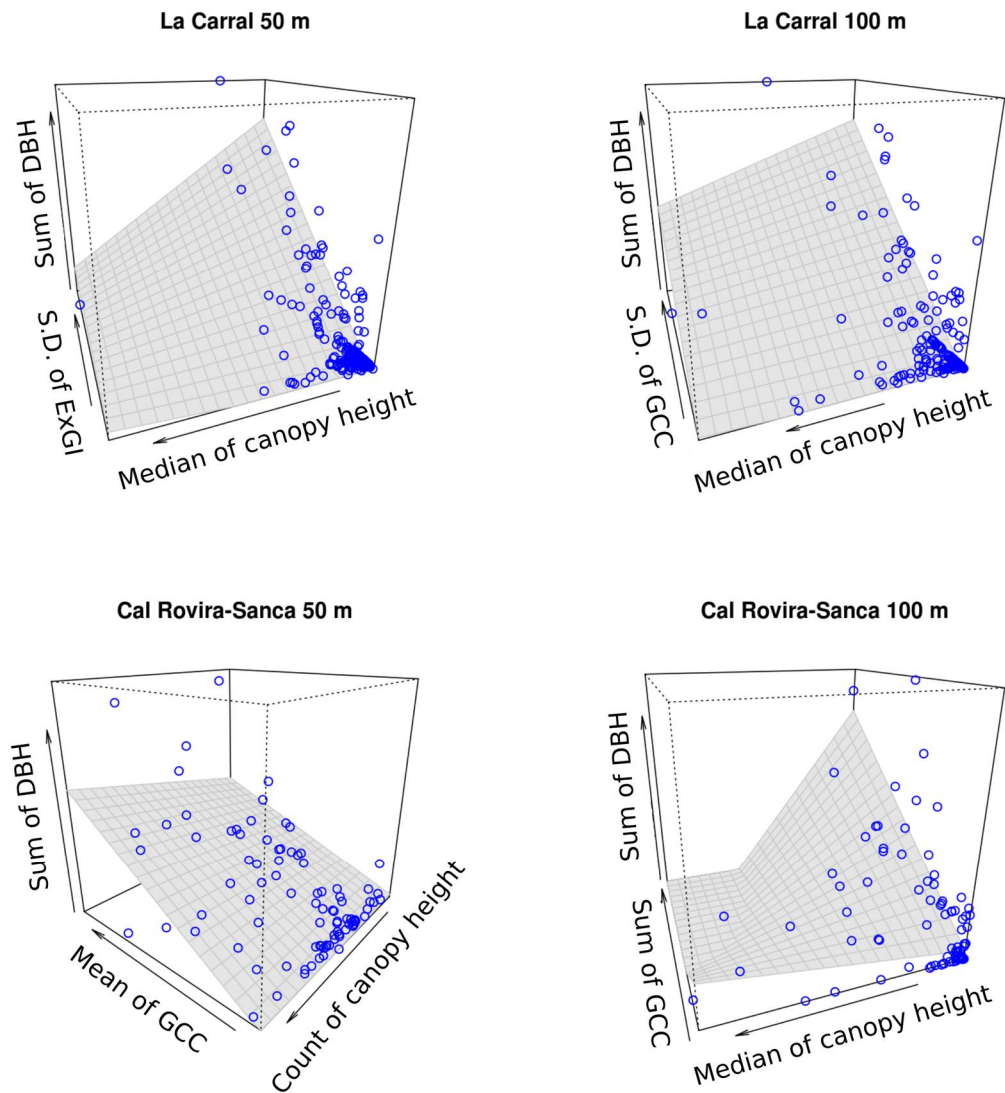 La Carral 50 m
Sum of DBH
S.D. of ExGI
Median of canopy height
La Carral 100 m
Sum of DBH
S.D. of GCC
Median of canopy height
Cal Rovira-Sanca 50 m
Sum of DBH
Mean of GCC
Count of canopy height
Cal Rovira-Sanca 100 m
Sum of DBH
Sum of GCC
Median of canopy height